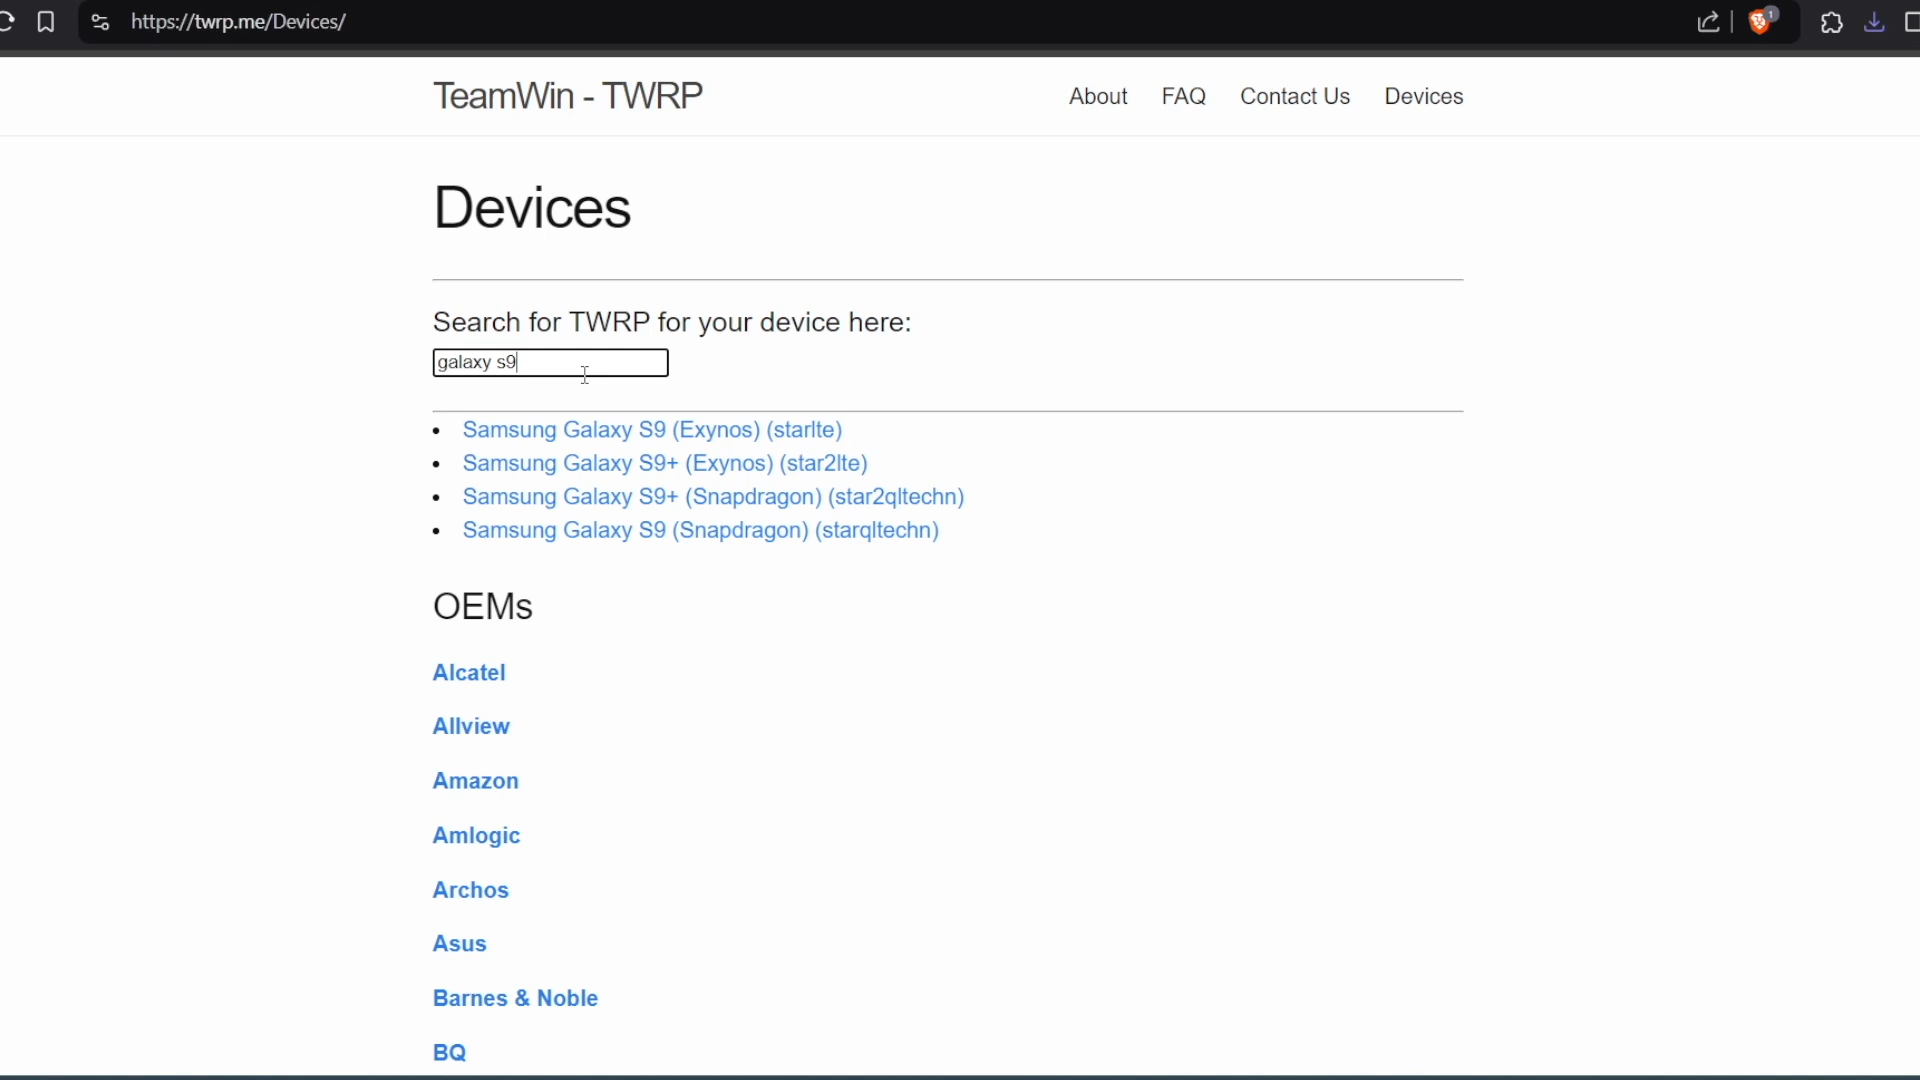 https://twrp.me/Devices/
1
TeamWin - TWRP
About FAQ Contact Us Devices
Devices
Search for TWRP for your device here:
galaxy s9
Samsung Galaxy S9 (Exynos) (starlte)
Samsung Galaxy S9+ (Exynos) (star2lte)
Samsung Galaxy S9+ (Snapdragon) (star2qltechn)
Samsung Galaxy S9 (Snapdragon) (starqltechn)
OEMs
Alcatel
Allview
Amazon
Amlogic
Archos
Asus
Barnes & Noble
BQ